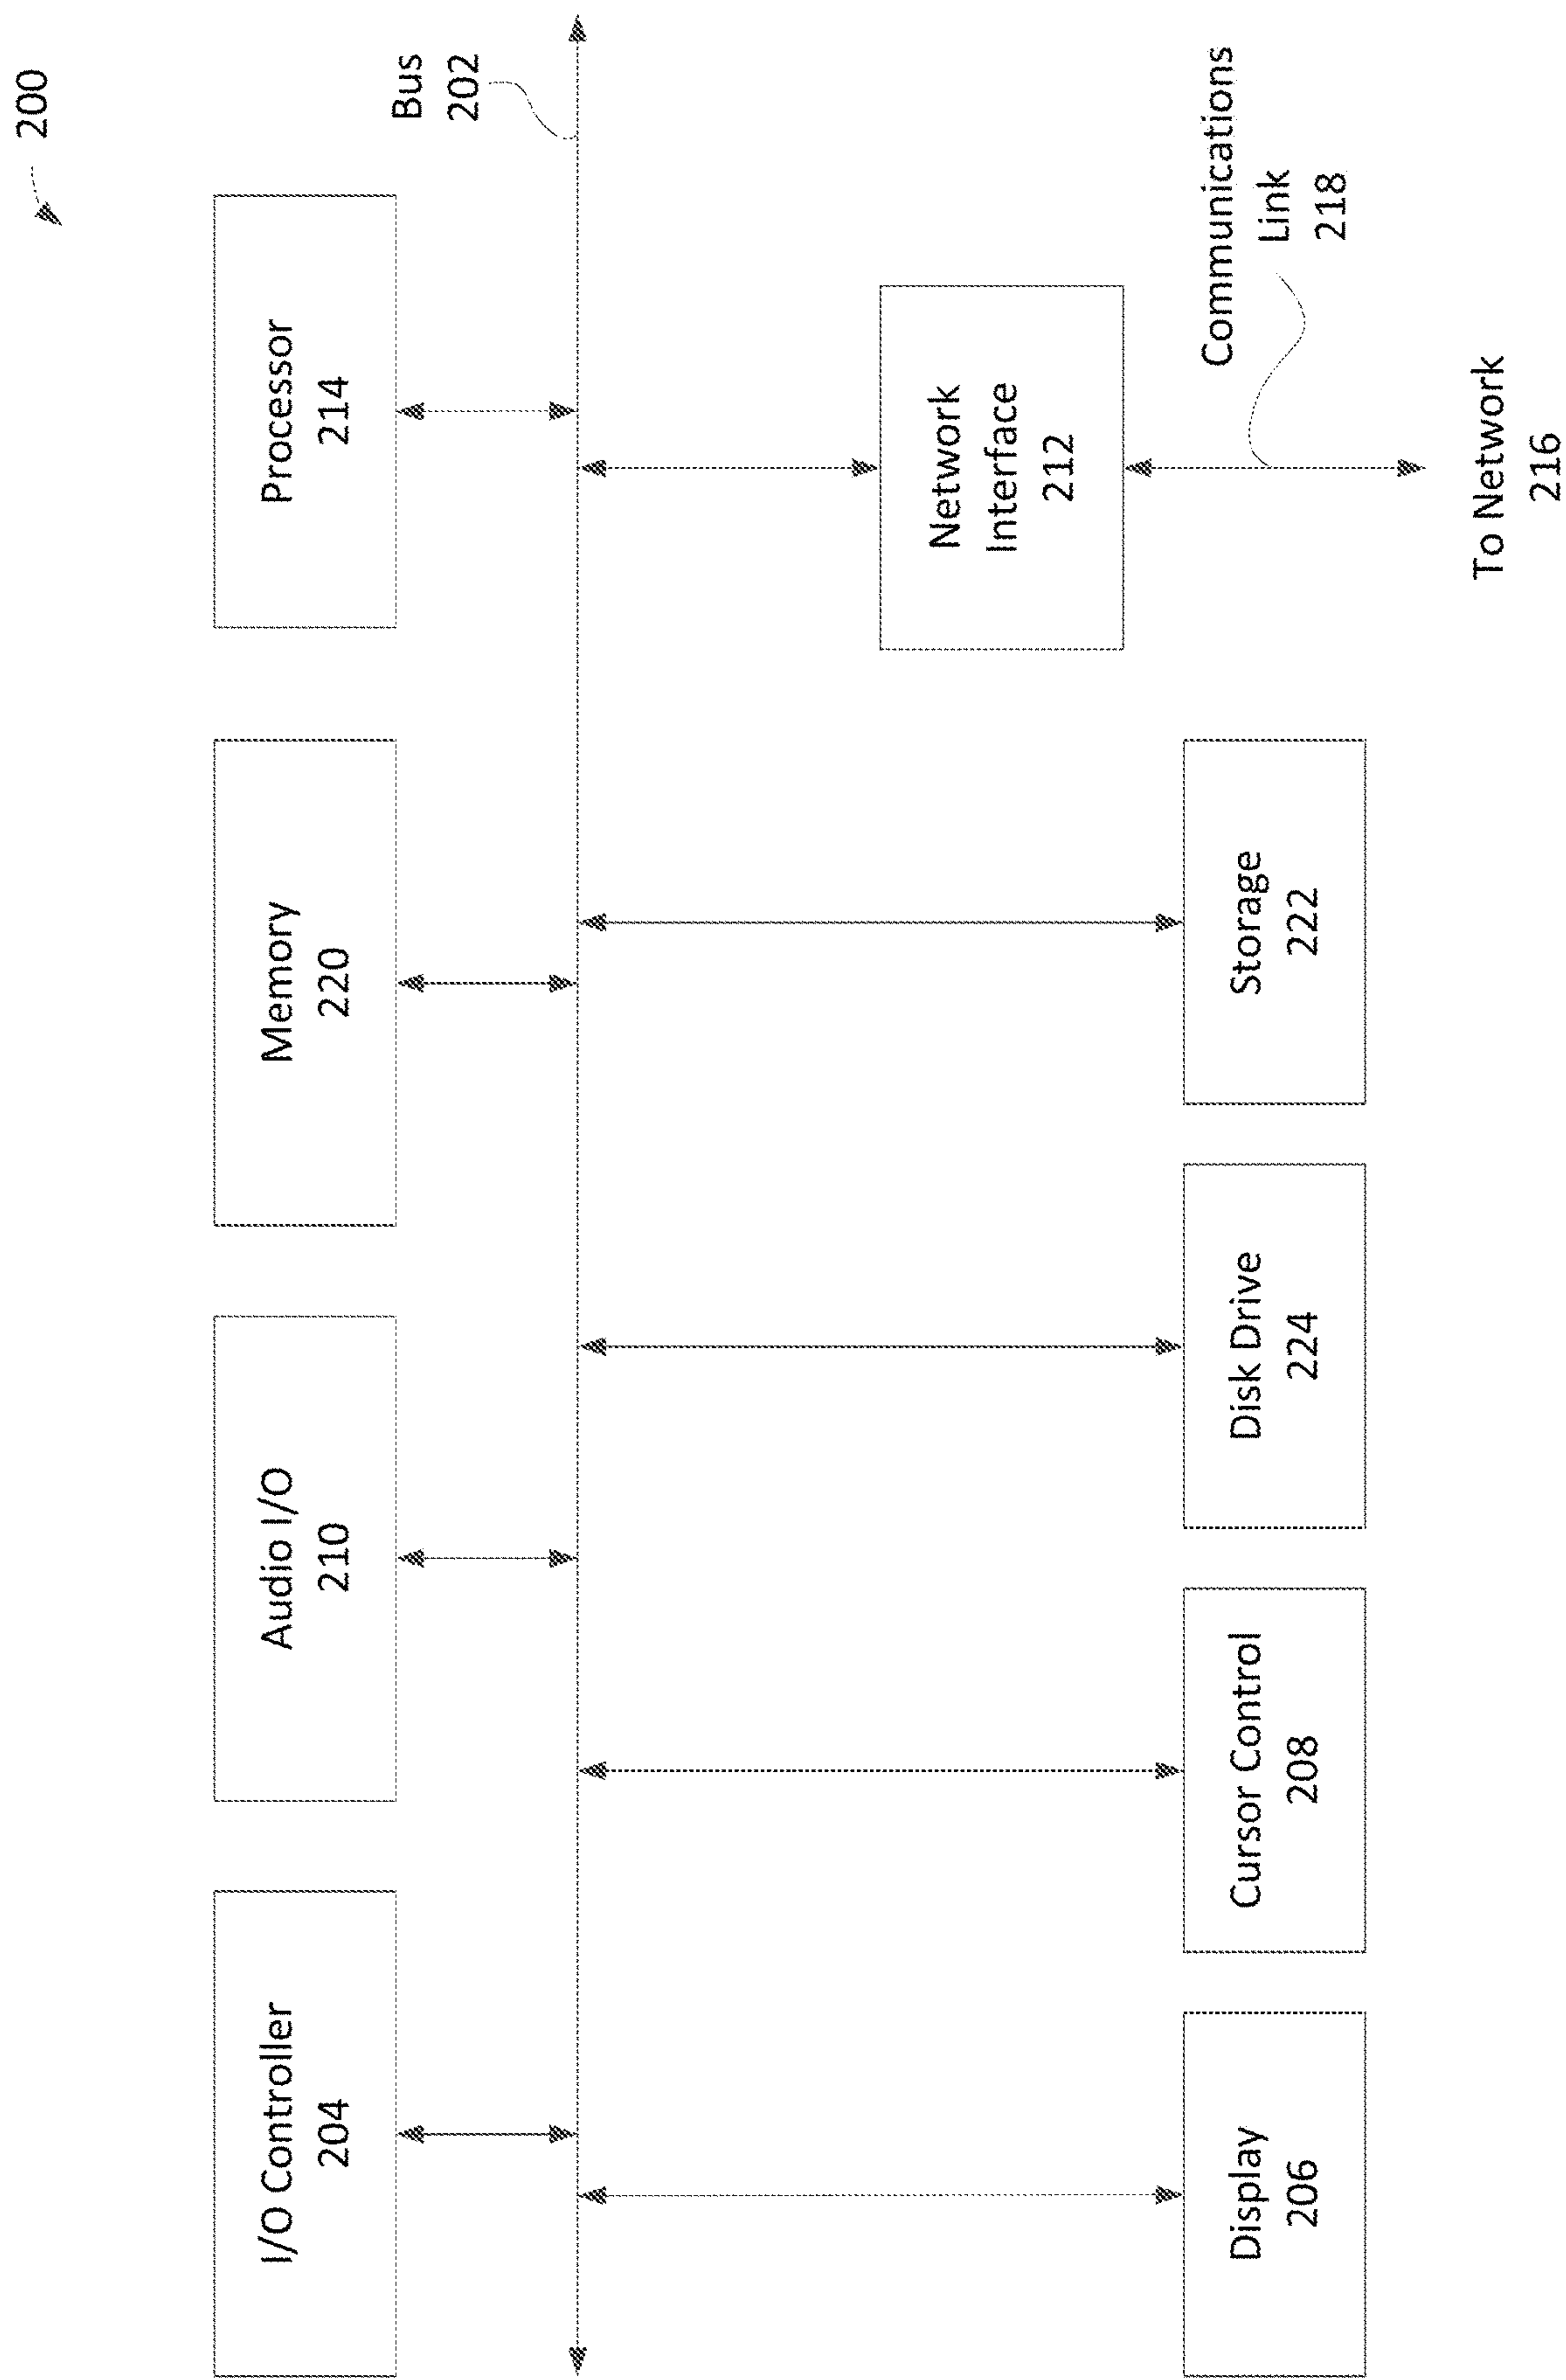 200
I/O Controller
204
Audio I/O
210
Memory
220
Processor
214
Bus
202
Network
Interface
212
Display
206
Cursor Control
208
Disk Drive
224
Storage
222
Communications
Link
218
To Network
216